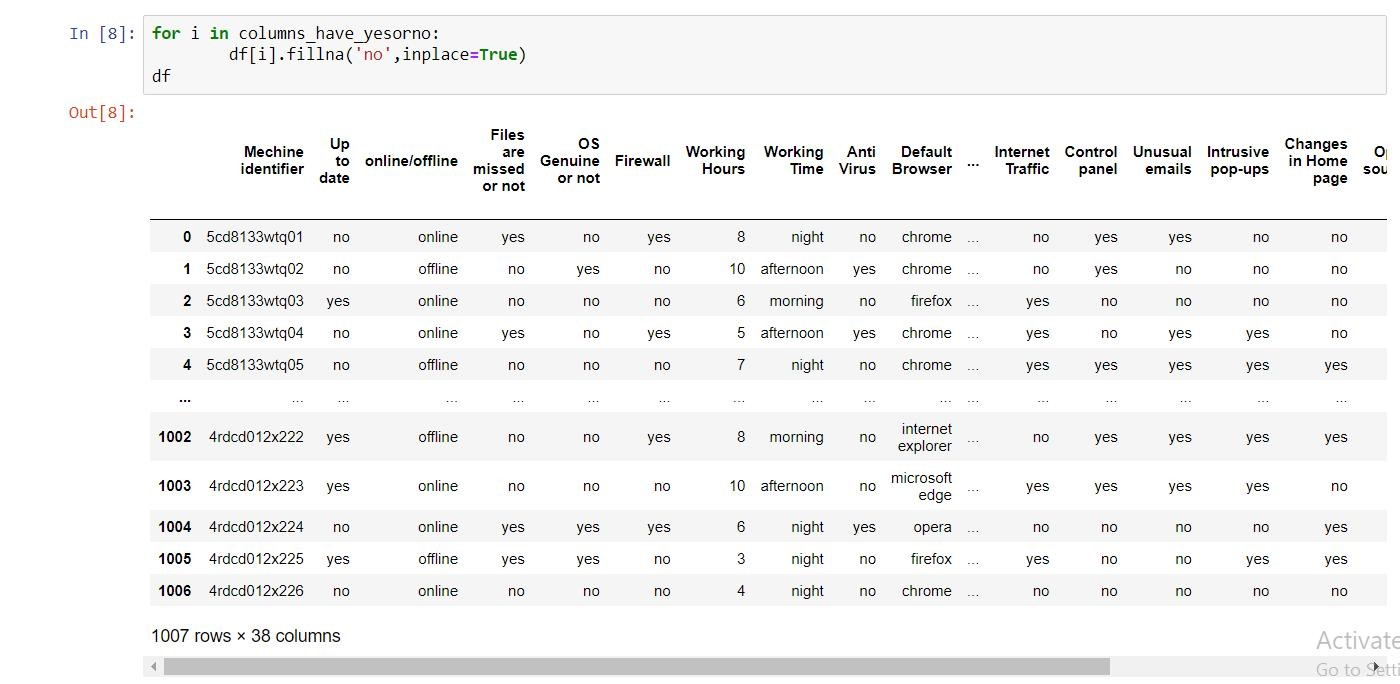 In [8]: for i in columns_have_yesorno:
df[i].fillna('no',inplace=True)
df
Out[8]:
Mechine identifier Up to date online/offline Files are missed or not OS Genuine or not Firewall Working Hours Working Time Anti Virus Default Browser ... Internet Traffic Control panel Unusual emails Intrusive pop-ups Changes in Home page
0 5cd8133wtq01 no online yes no yes 8 night no chrome ... no yes yes no no
1 5cd8133wtq02 no offline no yes no 10 afternoon yes chrome ... no yes no no no
2 5cd8133wtq03 yes online no no no 6 morning no firefox ... yes no no no no
3 5cd8133wtq04 no online yes no yes 5 afternoon yes chrome ... yes no yes yes no
4 5cd8133wtq05 no offline no no no 7 night no chrome ... yes yes yes yes yes
... ... ... ... ... ... ... ... ... ... ... ... ... ... ... ... ...
1002 4rdcd012x222 yes offline no no yes 8 morning no internet explorer ... no yes yes yes yes
1003 4rdcd012x223 yes online no no no 10 afternoon no microsoft edge ... yes yes yes yes no
1004 4rdcd012x224 no online yes yes yes 6 night yes opera ... no no no no yes
1005 4rdcd012x225 yes offline yes yes no 3 night no firefox ... yes no no yes yes
1006 4rdcd012x226 no online no no no 4 night no chrome ... no no no no no
1007 rows × 38 columns
Activate
Go to Setti